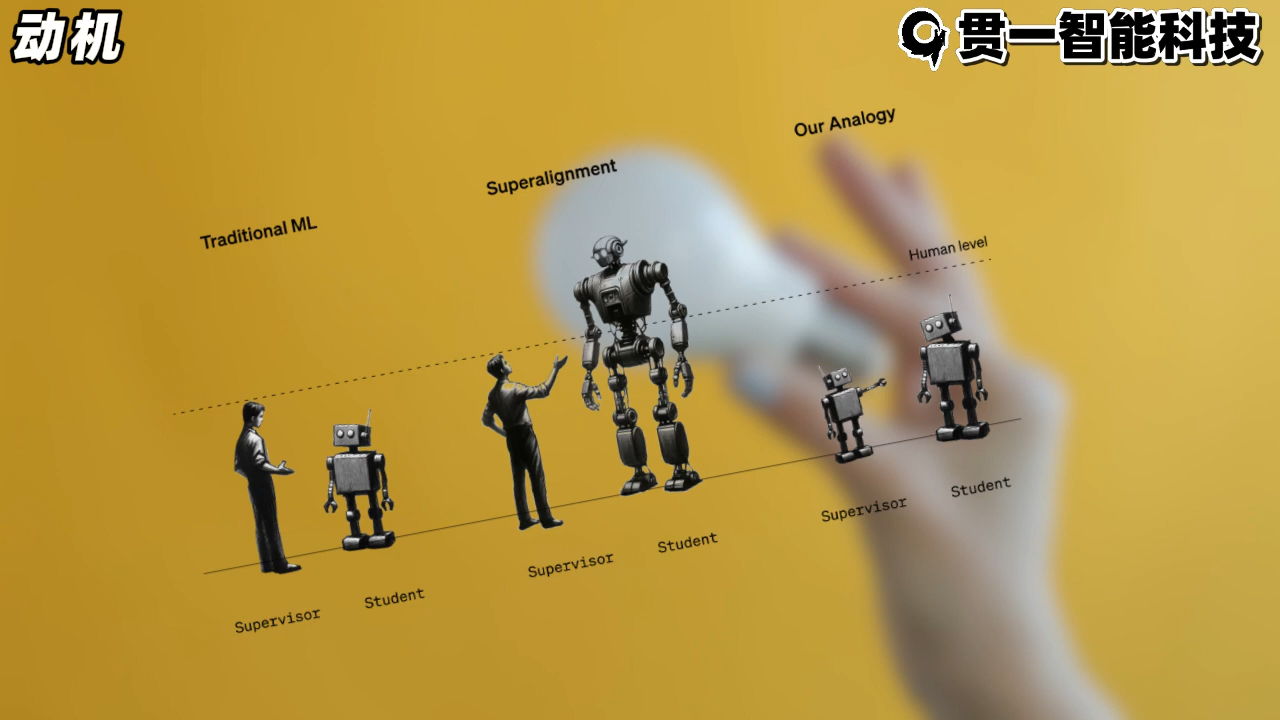 动机
贯一智能科技
Our Analogy
Superalignment
Traditional ML
Human level
Supervisor
Student
Supervisor
Student
Supervisor
Student